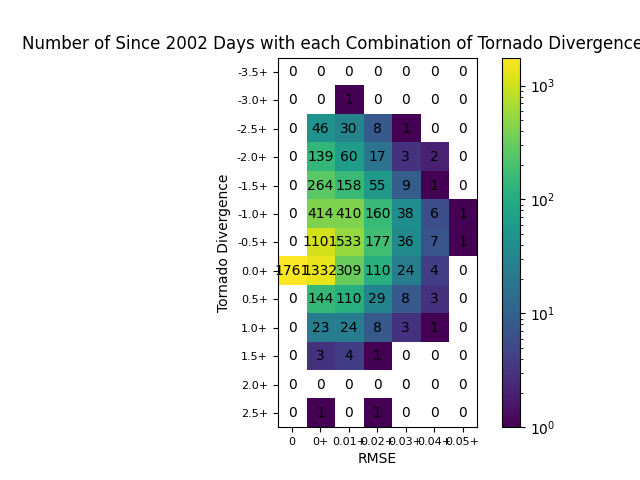 Number of Since 2002 Days with each Combination of Tornado Divergence
-3.5+ 0 0 0 0 0 0 0
-3.0+ 0 0 1 0 0 0 0
-2.5+ 0 46 30 8 1 0 0
-2.0+ 0 139 60 17 3 2 0
-1.5+ 0 264 158 55 9 1 0
-1.0+ 0 414 410 160 38 6 1
-0.5+ 0 1101 533 177 36 7 1
0.0+ 1761 1332 309 110 24 4 0
0.5+ 0 144 110 29 8 3 0
1.0+ 0 23 24 8 3 1 0
1.5+ 0 3 4 1 0 0 0
2.0+ 0 0 0 0 0 0 0
2.5+ 0 1 0 1 0 0 0
0 0+ 0.01+ 0.02+ 0.03+ 0.04+ 0.05+
RMSE
Tornado Divergence
10³
10²
10¹
10⁰